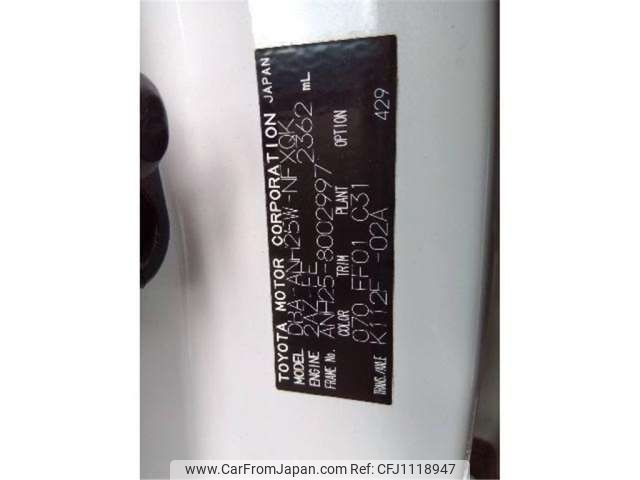 TOYOTA MOTOR CORPORATION JAPAN
MODEL DBA-ANH25W-NFXQK
ENGINE 2AZ-FE 2362 mL
FRAME No. ANH25-8002997
COLOR TRIM PLANT OPTION
070 FF01 C31
TRANS./AXLE K112F -02A 429
www.CarFromJapan.com | CFJ1118947